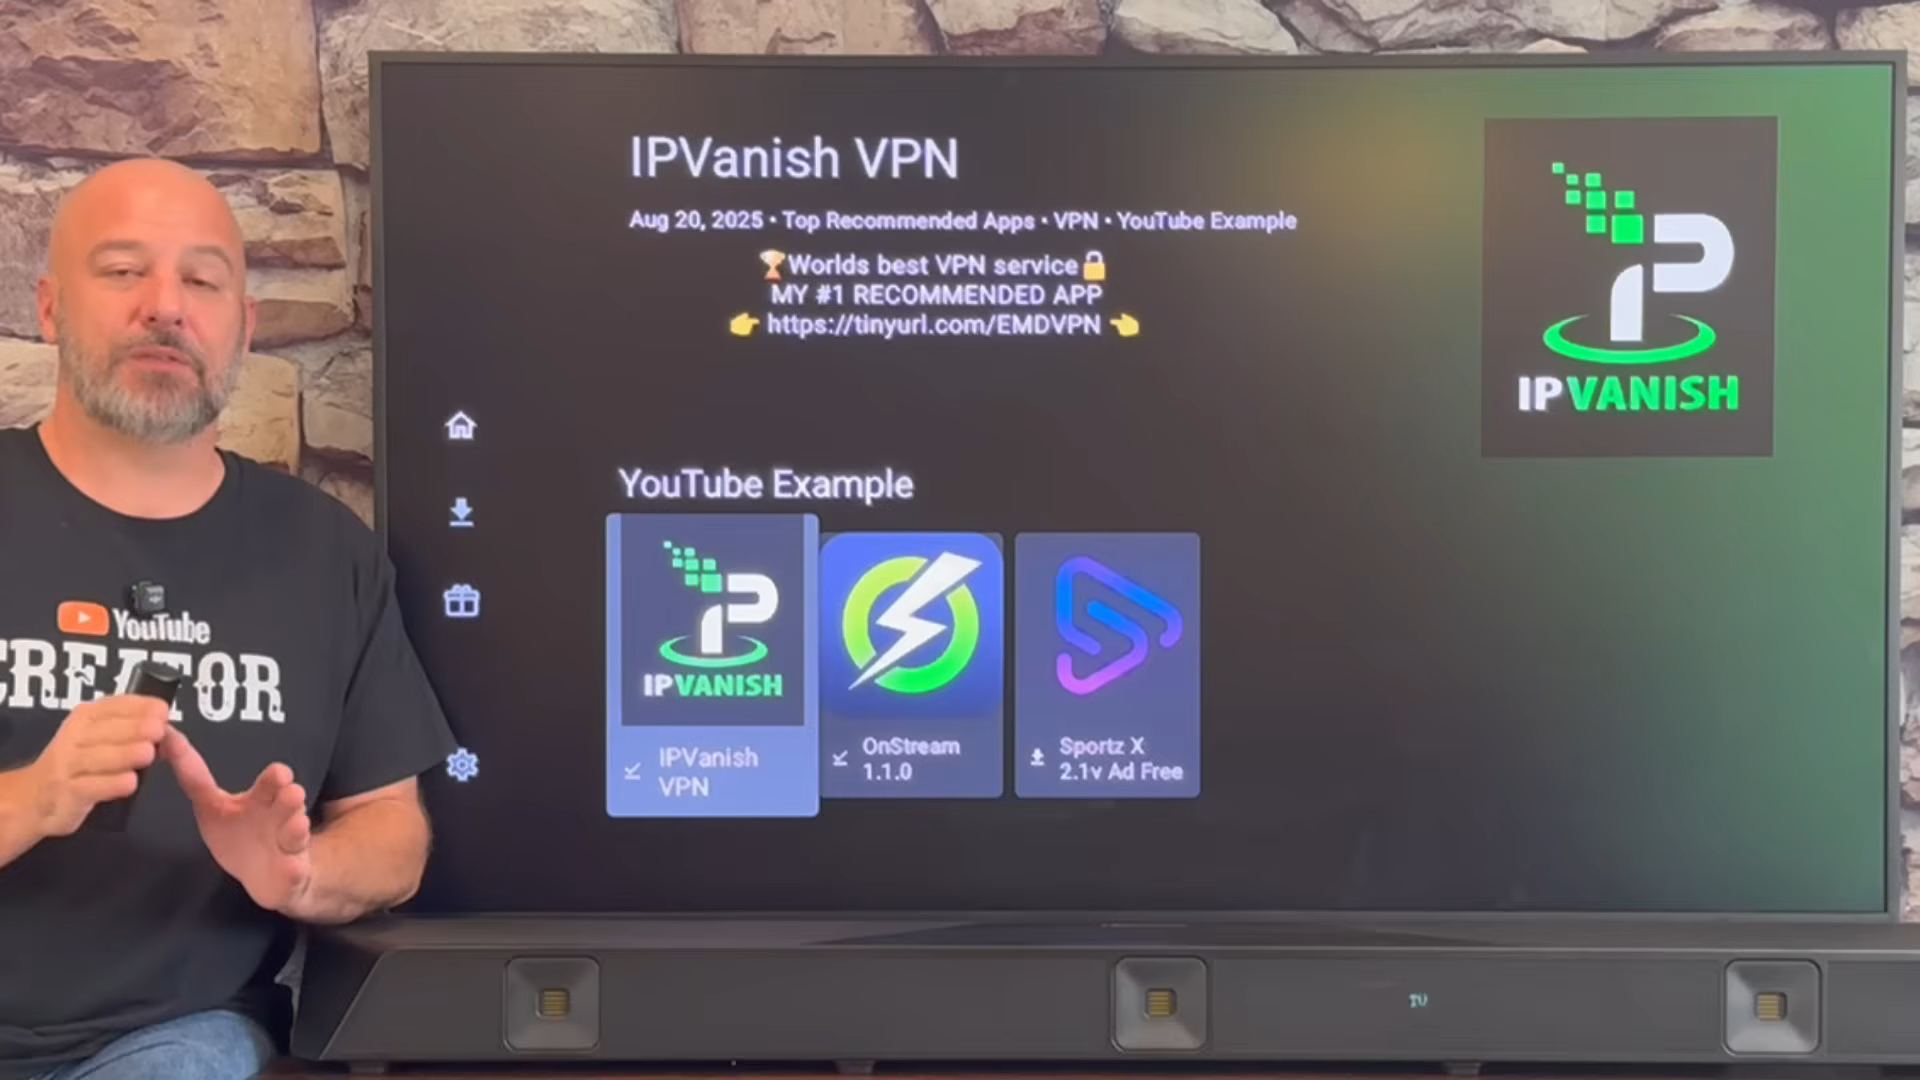 IPVanish VPN
Aug 20, 2025 • Top Recommended Apps • VPN • YouTube Example
🏆Worlds best VPN service🔒
MY #1 RECOMMENDED APP
👉 https://tinyurl.com/EMDVPN 👈
IPVANISH
YouTube Example
IPVANISH
IPVanish
VPN
OnStream
1.1.0
Sportz X
2.1v Ad Free
YouTube
CREATOR
TV